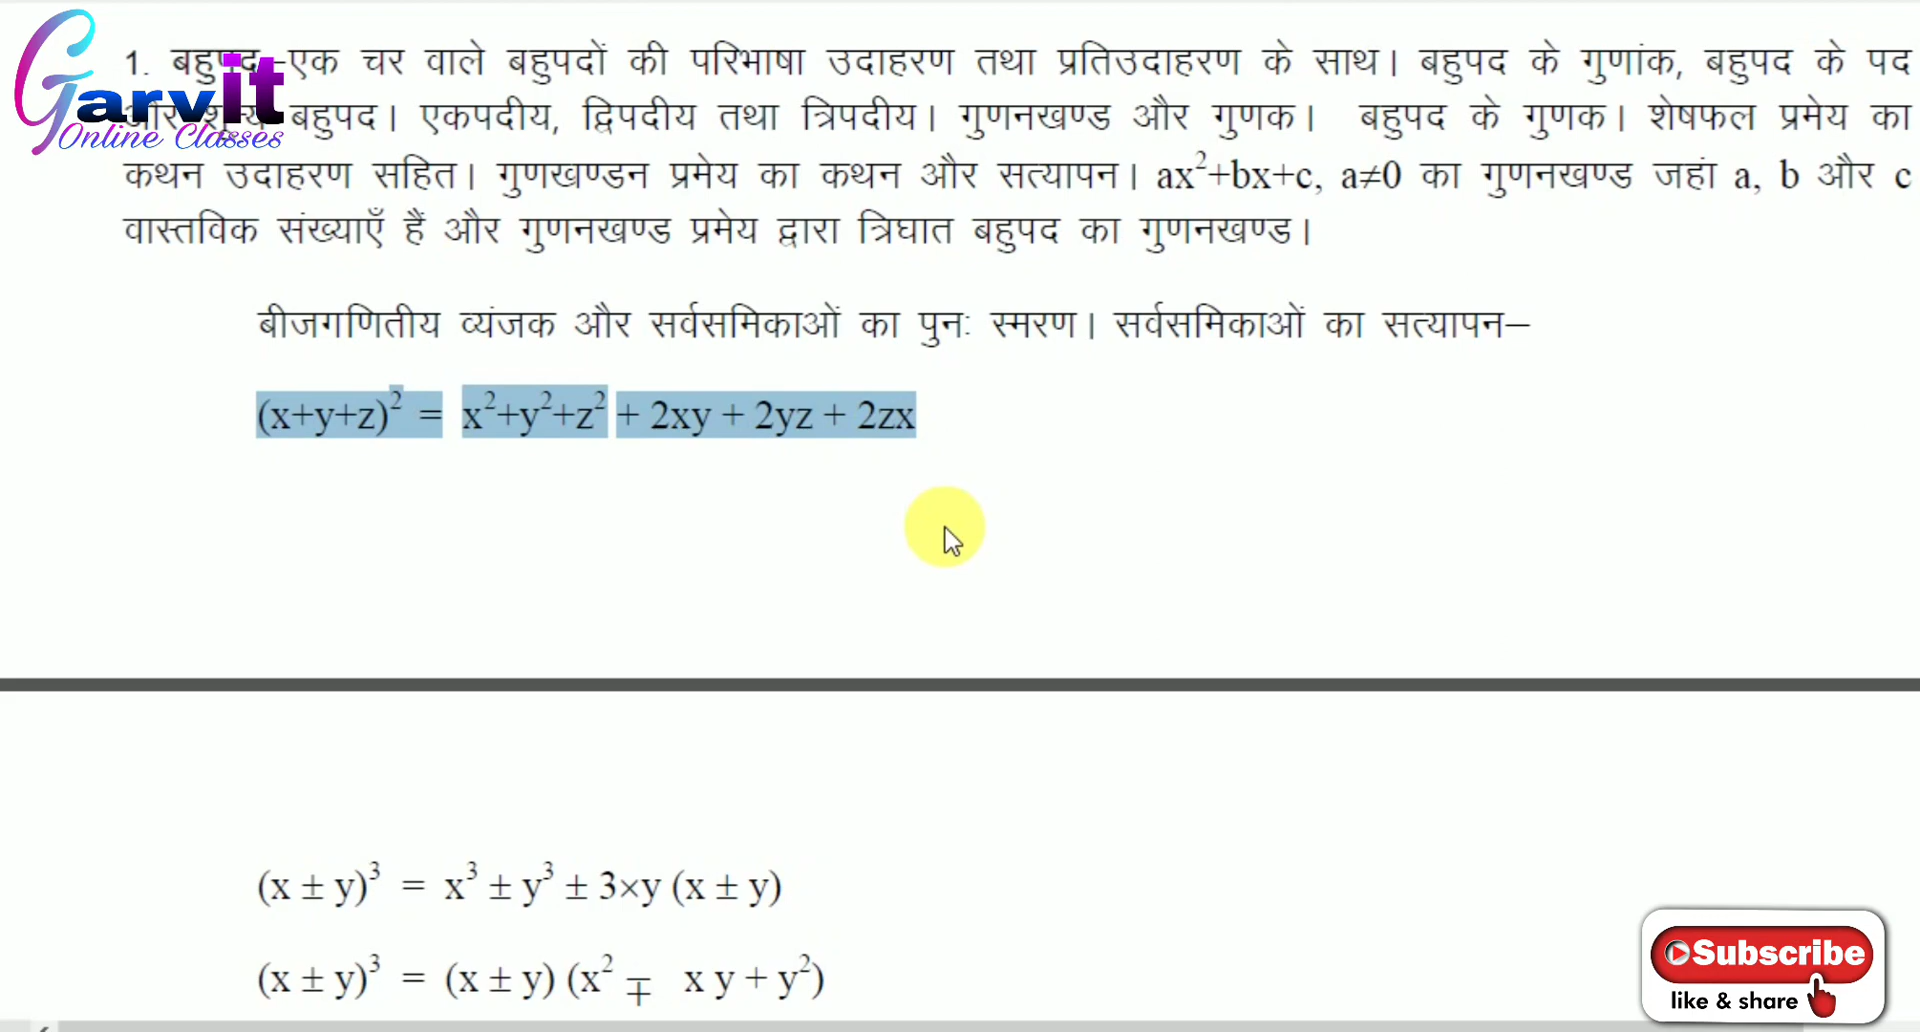 Garvit
Online Classes
1. बहुपद–एक चर वाले बहुपदों की परिभाषा उदाहरण तथा प्रतिउदाहरण के साथ। बहुपद के गुणांक, बहुपद के पद
और शून्य बहुपद। एकपदीय, द्विपदीय तथा त्रिपदीय। गुणनखण्ड और गुणक। बहुपद के गुणक। शेषफल प्रमेय का
कथन उदाहरण सहित। गुणखण्डन प्रमेय का कथन और सत्यापन। ax²+bx+c, a≠0 का गुणनखण्ड जहां a, b और c
वास्तविक संख्याएँ हैं और गुणनखण्ड प्रमेय द्वारा त्रिघात बहुपद का गुणनखण्ड।
बीजगणितीय व्यंजक और सर्वसमिकाओं का पुनः स्मरण। सर्वसमिकाओं का सत्यापन–
(x+y+z)² = x²+y²+z² + 2xy + 2yz + 2zx
(x ± y)³ = x³ ± y³ ± 3×y (x ± y)
(x ± y)³ = (x ± y) (x² ∓ x y + y²)
Subscribe
like & share